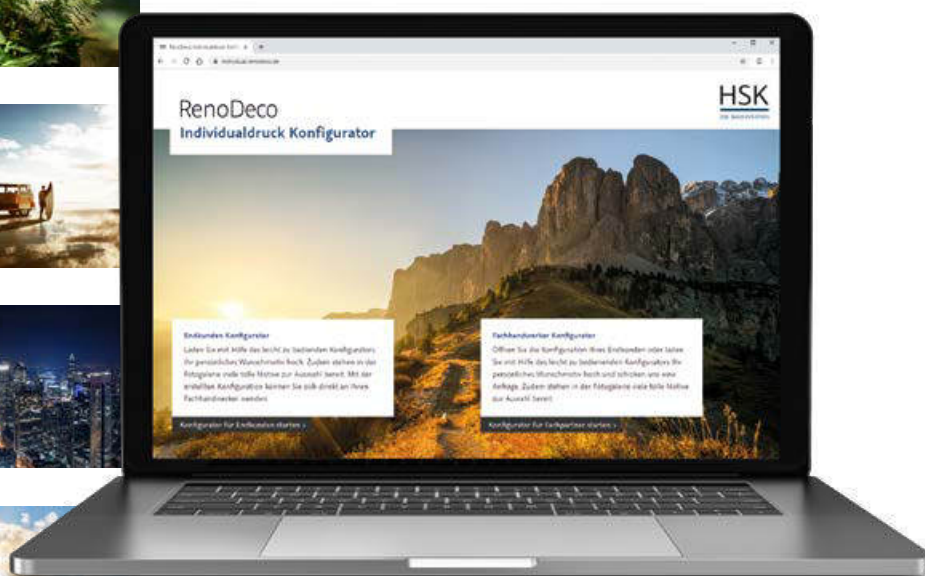 individual.renodeco.de
RenoDeco
Individualdruck Konfigurator
HSK
Endkunden Konfigurator
Laden Sie mit Hilfe des leicht zu bedienenden Konfigurators
Ihr persönliches Wunschmotiv hoch. Zudem stehen in der
Fotogalerie viele tolle Motive zur Auswahl bereit. Mit der
erstellten Konfiguration können Sie sich direkt an Ihren
Fachhandwerker wenden.
Konfigurator für Endkunden starten ›
Fachhandwerker Konfigurator
Öffnen Sie die Konfiguration Ihres Endkunden oder laden
Sie mit Hilfe des leicht zu bedienenden Konfigurators Ihr
persönliches Wunschmotiv hoch und schicken uns eine
Anfrage. Zudem stehen in der Fotogalerie viele tolle Motive
zur Auswahl bereit.
Konfigurator für Fachpartner starten ›